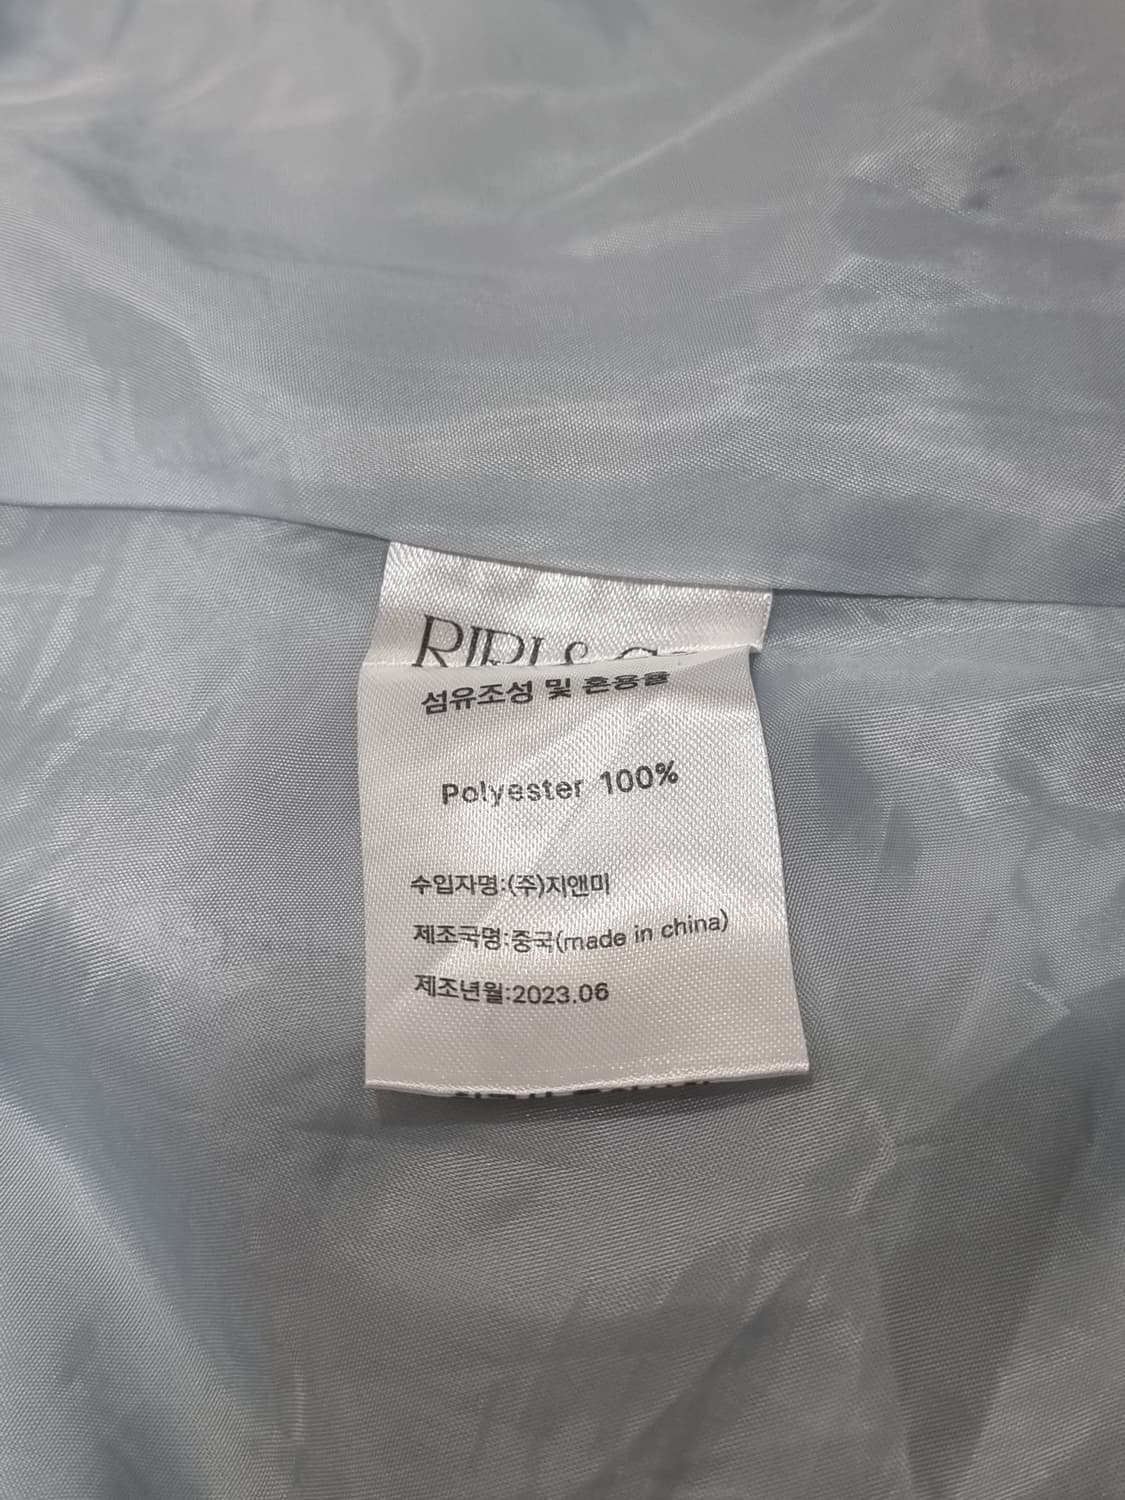 섬유조성 및 혼용율
Polyester 100%
수입자명:(주)지앤미
제조국명:중국(made in china)
제조년월:2023.06